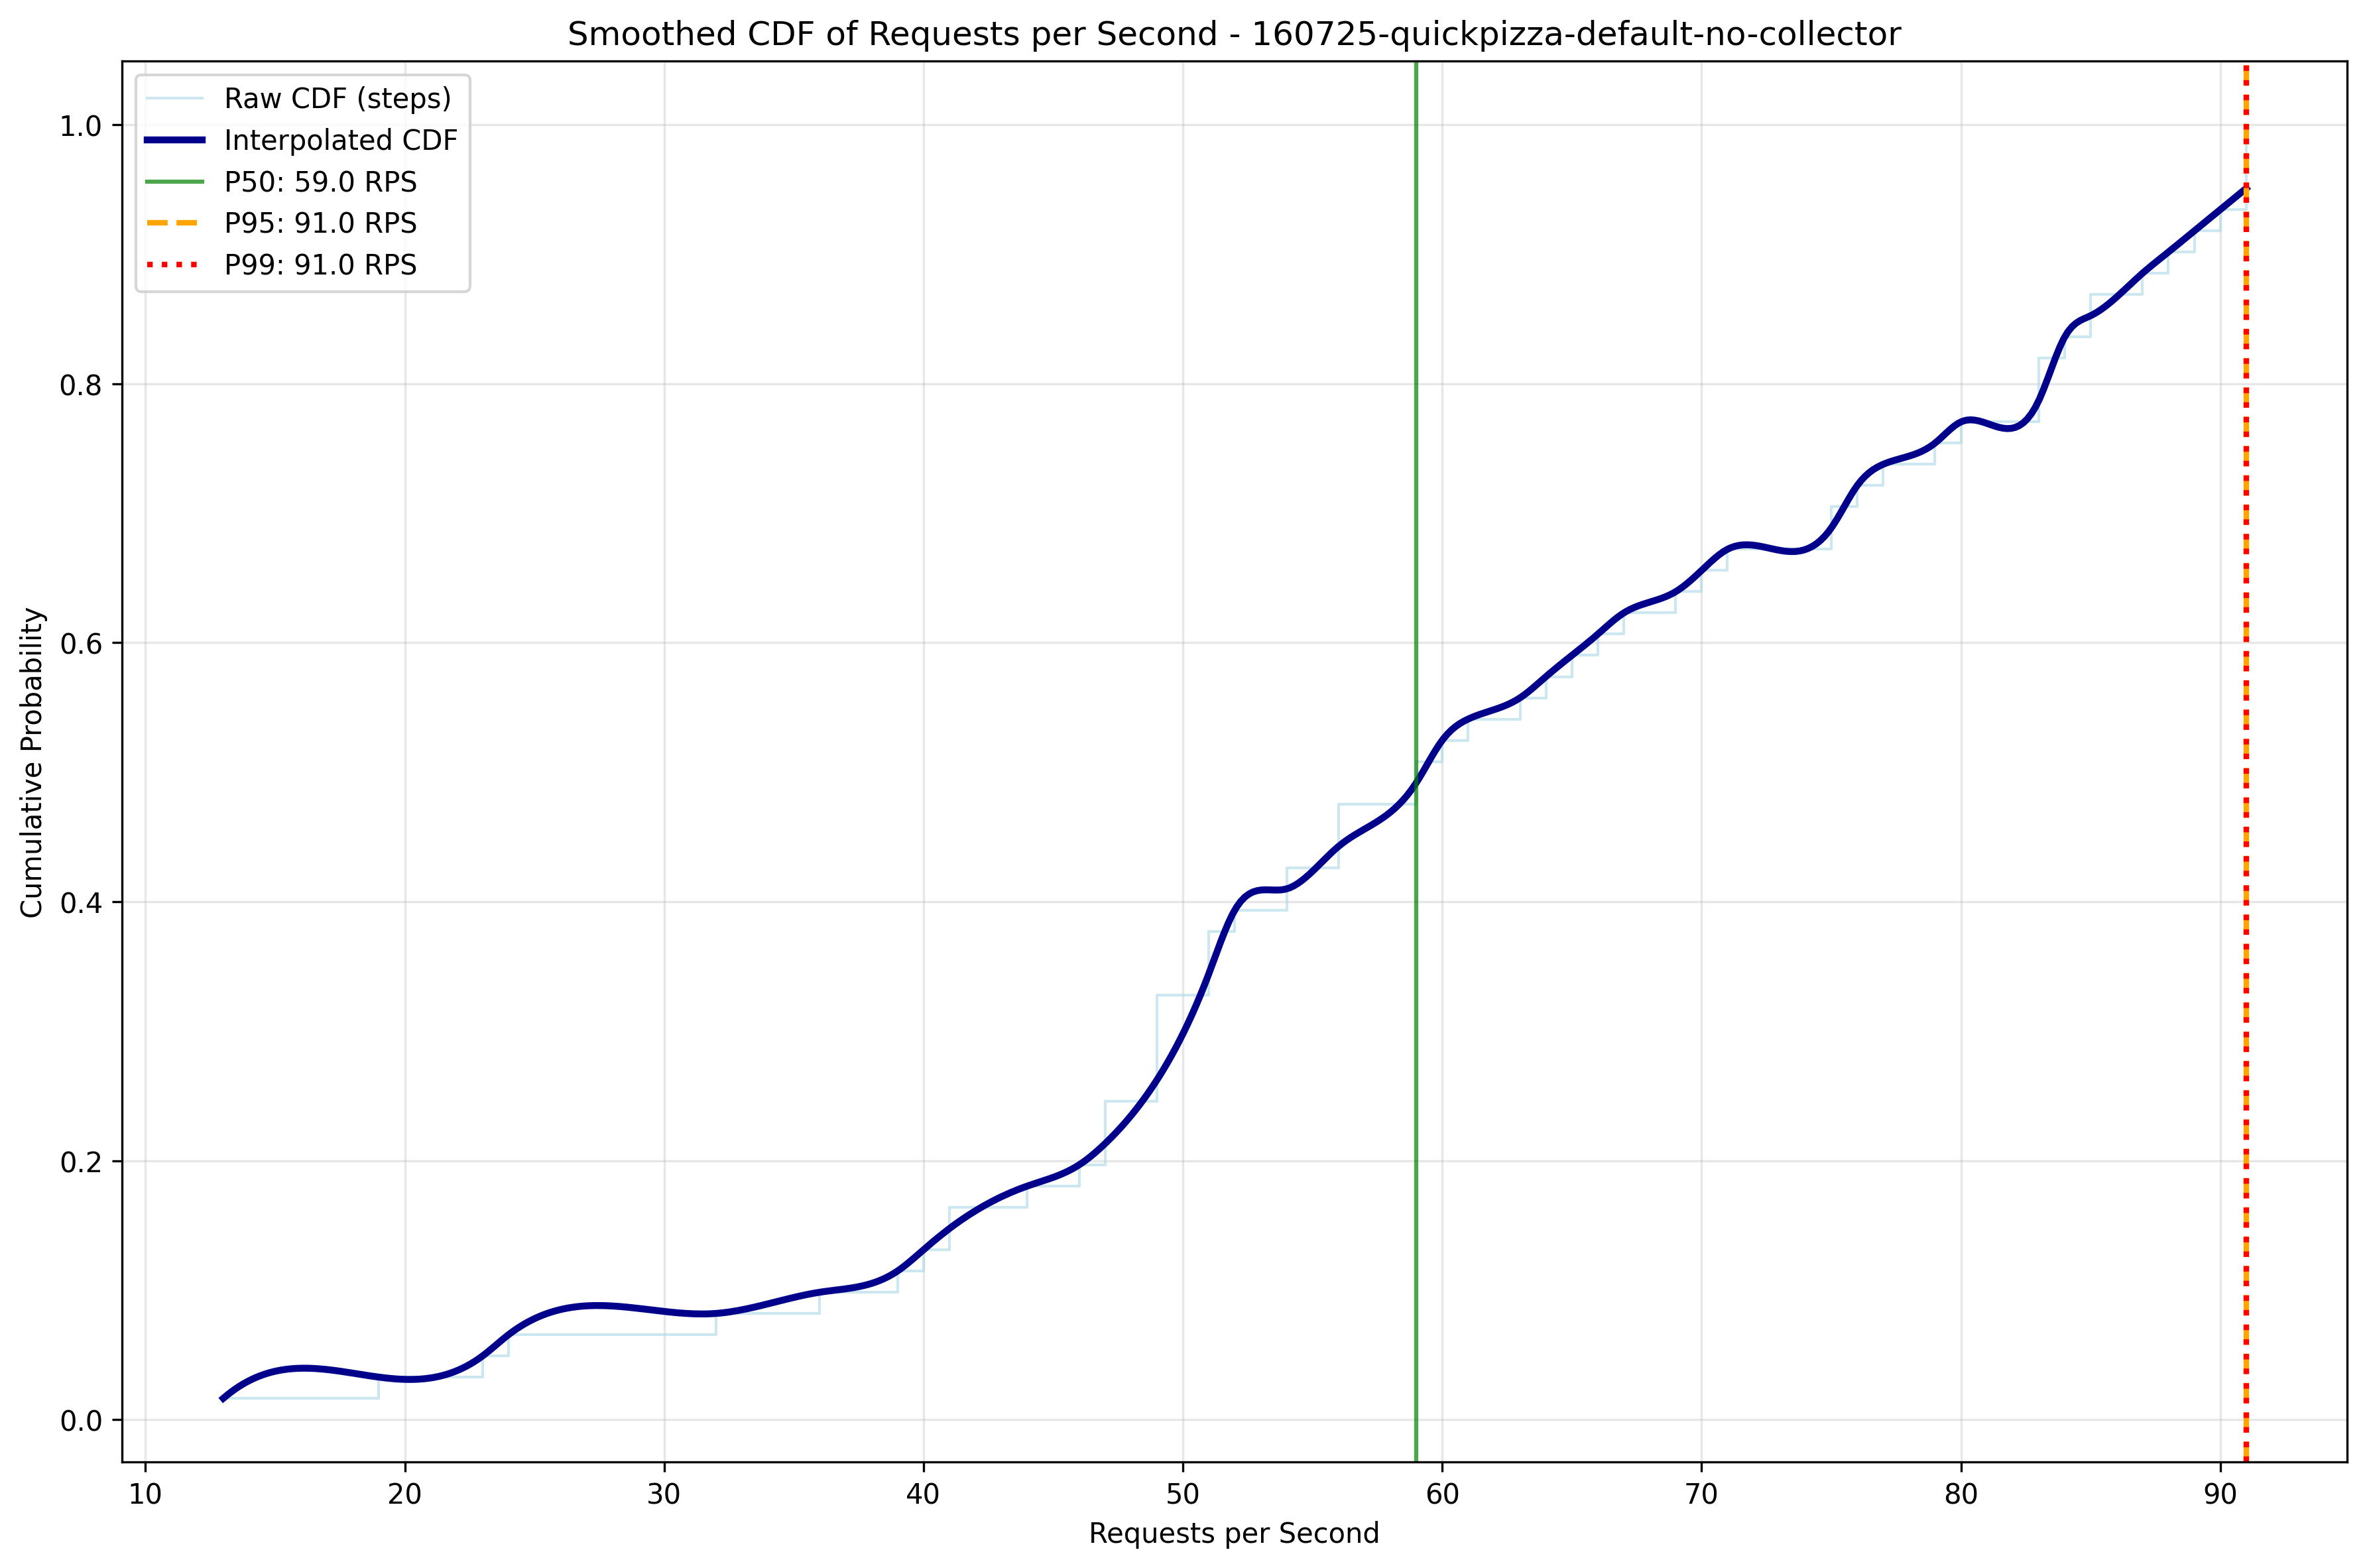 Smoothed CDF of Requests per Second - 160725-quickpizza-default-no-collector
Raw CDF (steps)
Interpolated CDF
P50: 59.0 RPS
P95: 91.0 RPS
P99: 91.0 RPS
Cumulative Probability
1.0
0.8
0.6
0.4
0.2
0.0
10 20 30 40 50 60 70 80 90
Requests per Second